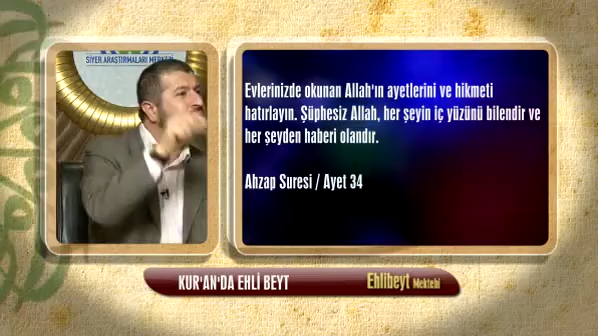 SİYER ARAŞTIRMALARI MERKEZİ
Evlerinizde okunan Allah'ın ayetlerini ve hikmeti
hatırlayın. Şüphesiz Allah, her şeyin iç yüzünü bilendir ve
her şeyden haberi olandır.
Ahzap Suresi / Ayet 34
KUR'AN'DA EHLİ BEYT
Ehlibeyt Mektebi